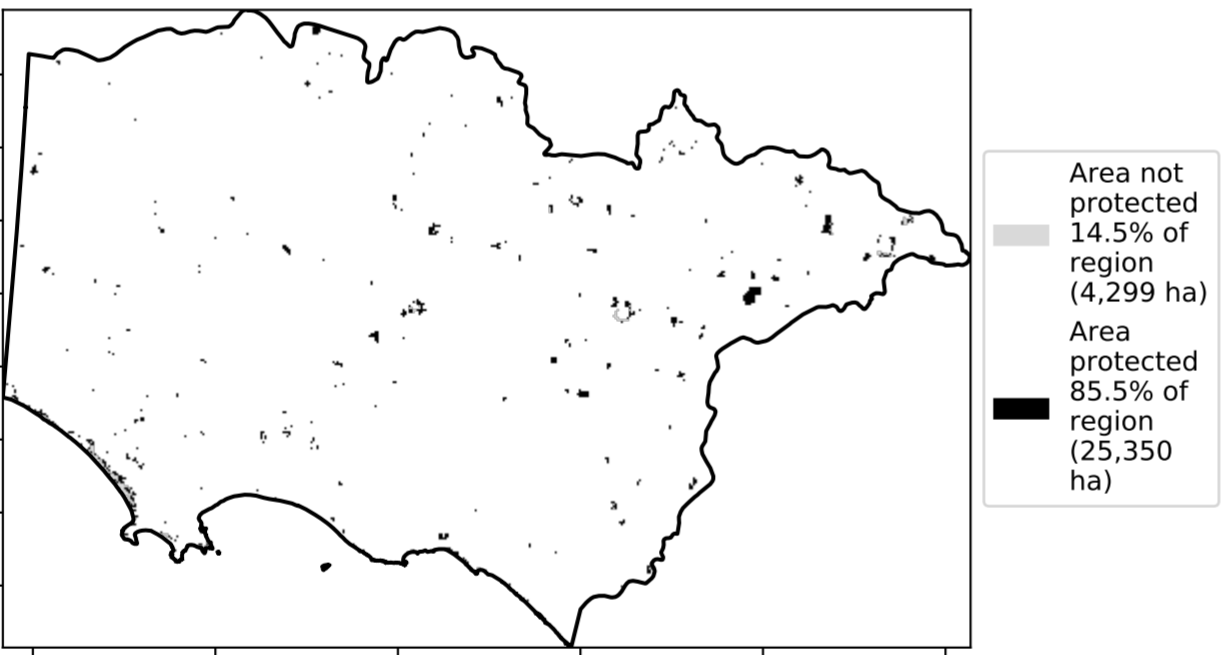 Area not
protected
14.5% of
region
(4,299 ha)
Area
protected
85.5% of
region
(25,350
ha)